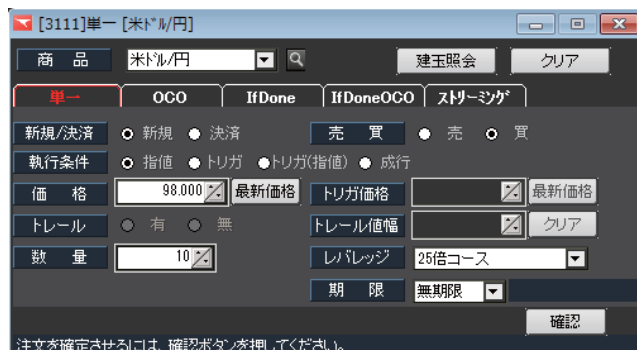 [3111]単一 [米ドル/円]
商 品 米ドル/円 建玉照会 クリア
単一 OCO IfDone IfDoneOCO ストリーミング
新規/決済 新規 決済 売 買 売 買
執行条件 指値 トリガ トリガ(指値) 成行
価 格 98.000 最新価格 トリガ価格 最新価格
トレール 有 無 トレール値幅 クリア
数 量 10 レバレッジ 25倍コース
期 限 無期限
確認
注文を確定させるには、確認ボタンを押してください。